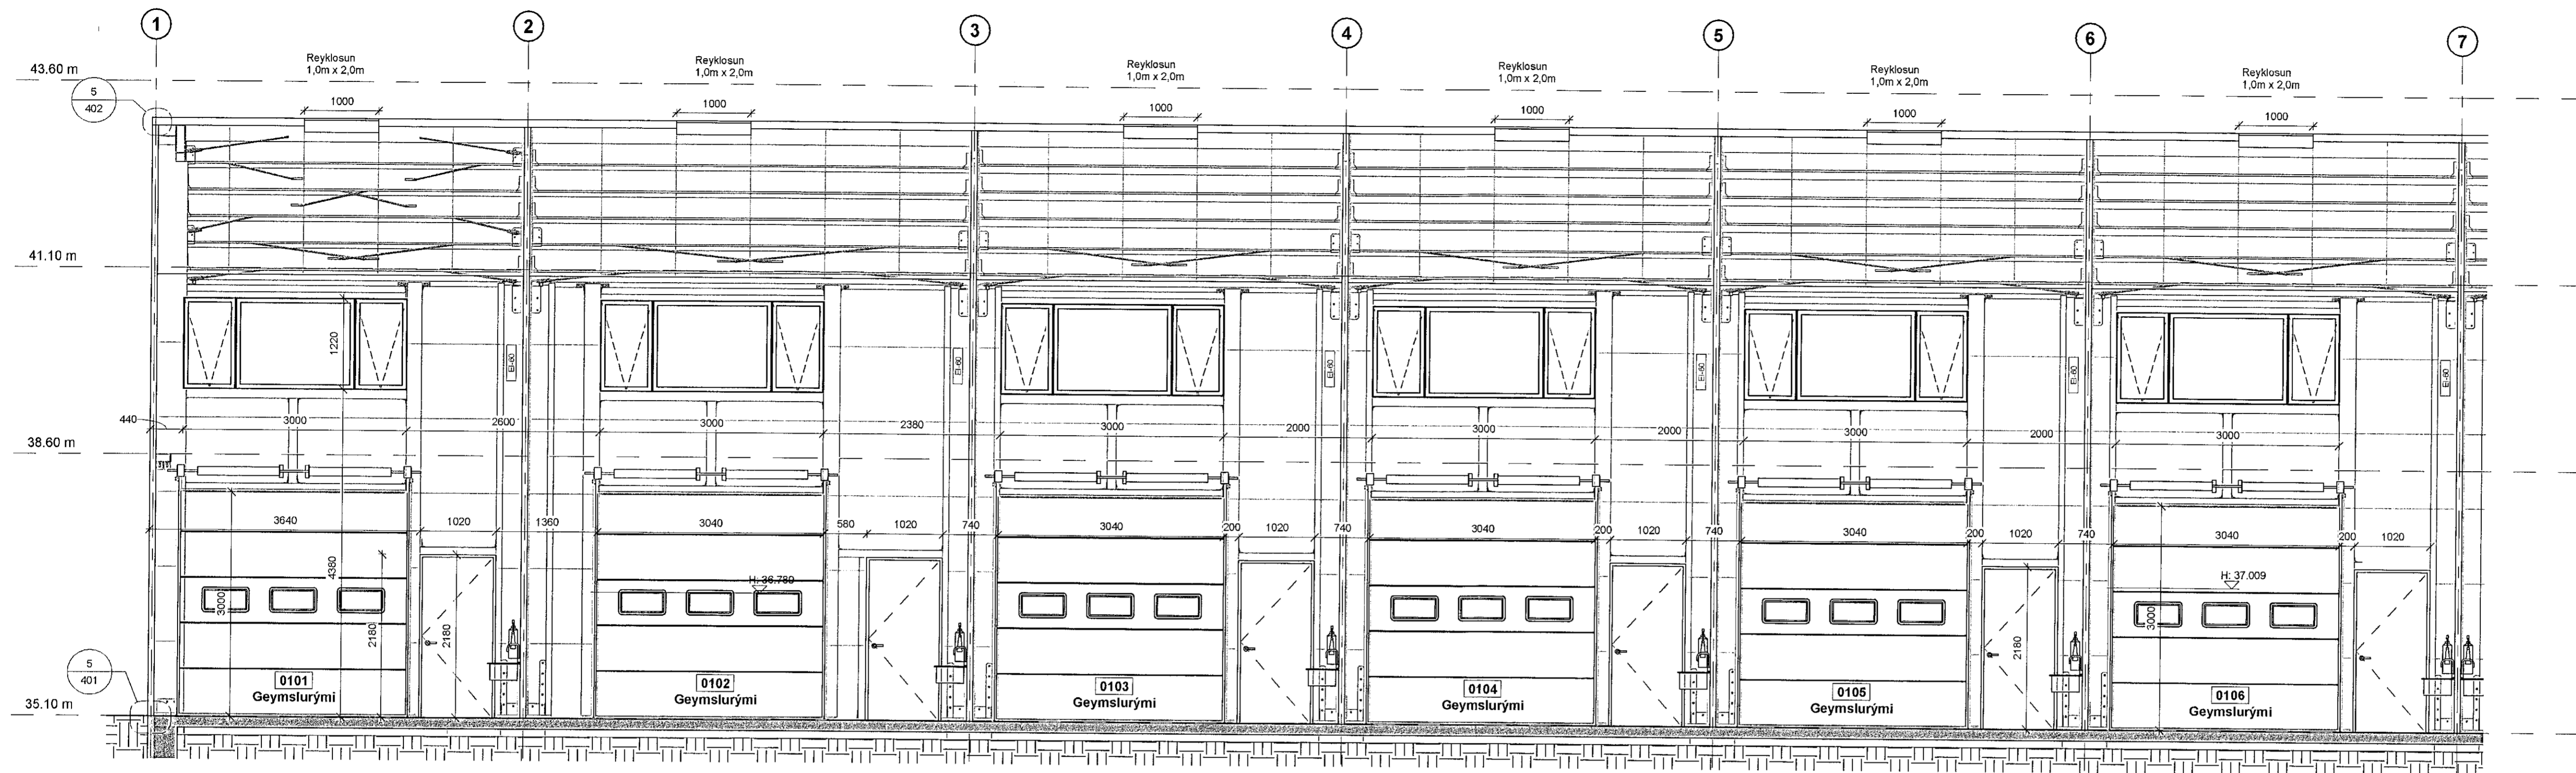 1
2
3
4
5
6
7
Reyklosun
1,0m x 2,0m
Reyklosun
1,0m x 2,0m
Reyklosun
1,0m x 2,0m
Reyklosun
1,0m x 2,0m
Reyklosun
1,0m x 2,0m
Reyklosun
1,0m x 2,0m
43.60 m
5
402
1000
1000
1000
1000
1000
1000
41.10 m
1220
EI-60
EI-60
EI-60
EI-60
EI-60
EI-60
440
3000
2600
3000
2380
3000
2000
3000
2000
3000
2000
3000
38.60 m
3640
1020
1360
3040
580
1020
740
3040
200
1020
740
3040
200
1020
740
3040
200
1020
740
3040
200
1020
4380
H: 36.780
H: 37.009
3000
2180
2180
2180
3000
5
401
0101
Geymslurými
0102
Geymslurými
0103
Geymslurými
0104
Geymslurými
0105
Geymslurými
0106
Geymslurými
35.10 m